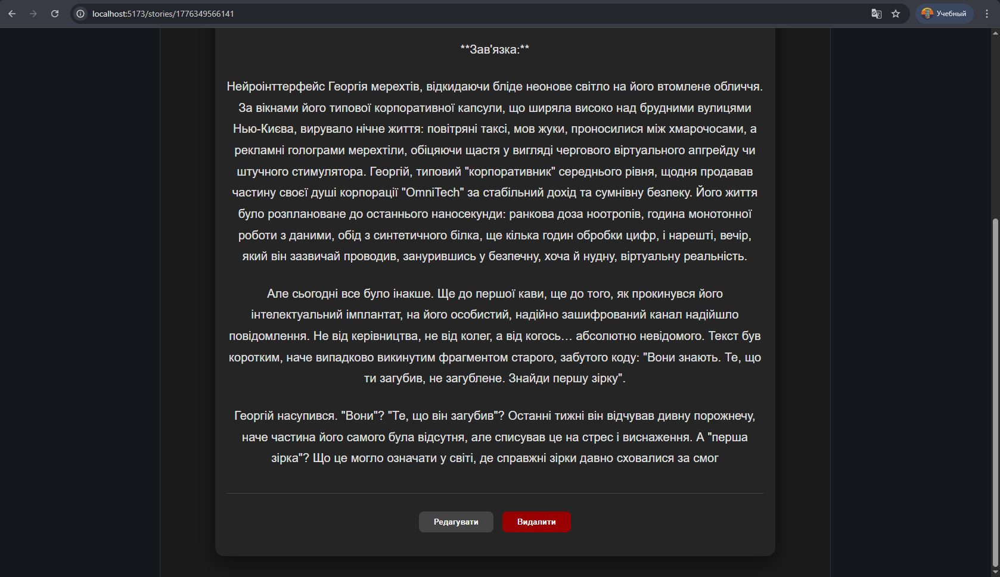 localhost:5173/stories/1776349566141
Учебный
**Зав'язка:**
Нейроінттерфейс Георгія мерехтів, відкидаючи бліде неонове світло на його втомлене обличчя.
За вікнами його типової корпоративної капсули, що ширяла високо над брудними вулицями
Нью-Києва, вирувало нічне життя: повітряні таксі, мов жуки, проносилися між хмарочосами, а
рекламні голограми мерехтіли, обіцяючи щастя у вигляді чергового віртуального апгрейду чи
штучного стимулятора. Георгій, типовий "корпоративник" середнього рівня, щодня продавав
частину своєї душі корпорації "OmniTech" за стабільний дохід та сумнівну безпеку. Його життя
було розплановане до останнього наносекунди: ранкова доза ноотропів, година монотонної
роботи з даними, обід з синтетичного білка, ще кілька годин обробки цифр, і нарешті, вечір,
який він зазвичай проводив, занурившись у безпечну, хоча й нудну, віртуальну реальність.
Але сьогодні все було інакше. Ще до першої кави, ще до того, як прокинувся його
інтелектуальний імплантат, на його особистий, надійно зашифрований канал надійшло
повідомлення. Не від керівництва, не від колег, а від когось… абсолютно невідомого. Текст був
коротким, наче випадково викинутим фрагментом старого, забутого коду: "Вони знають. Те, що
ти загубив, не загублене. Знайди першу зірку".
Георгій насупився. "Вони"? "Те, що він загубив"? Останні тижні він відчував дивну порожнечу,
наче частина його самого була відсутня, але списував це на стрес і виснаження. А "перша
зірка"? Що це могло означати у світі, де справжні зірки давно сховалися за смог
Редагувати
Видалити